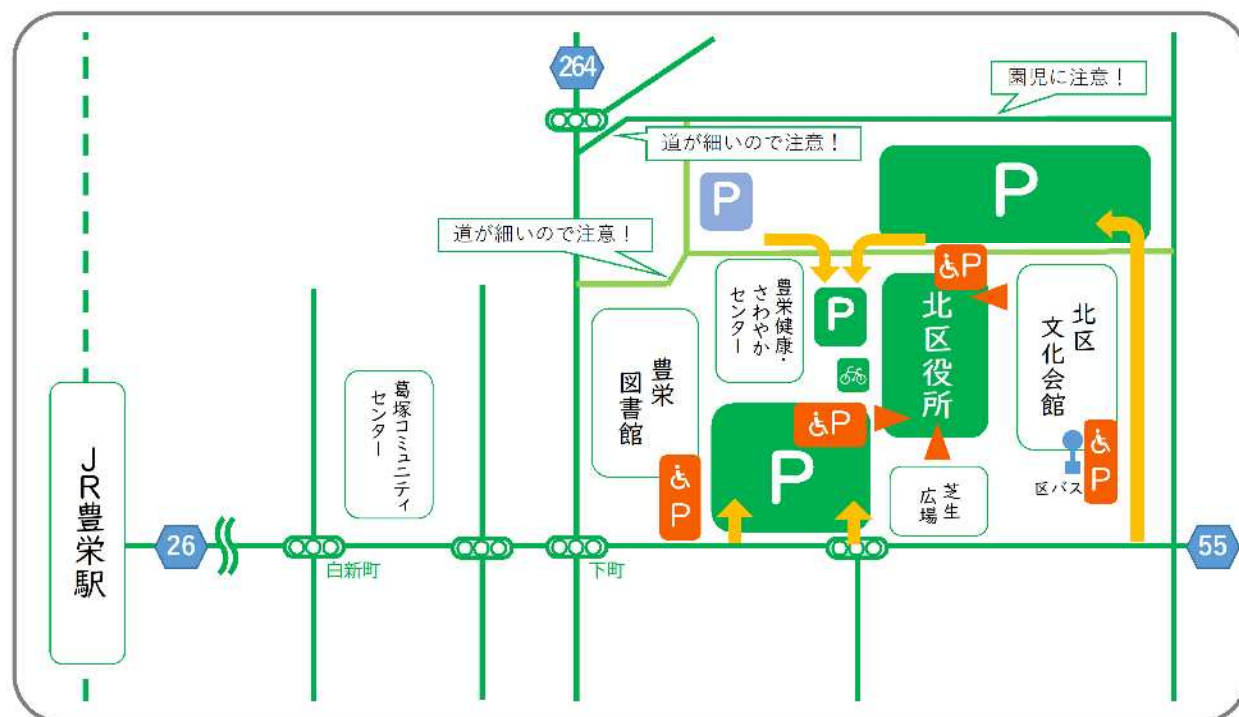 264
園児に注意！
道が細いので注意！
P
P
道が細いので注意！
P
P
豊栄健康・
さわやか
センター
北区役所
北区
文化会館
豊栄
図書館
葛塚コミュニティ
センター
P
P
P
P
区バス
芝生
広場
JR豊栄駅
26
白新町
下町
55